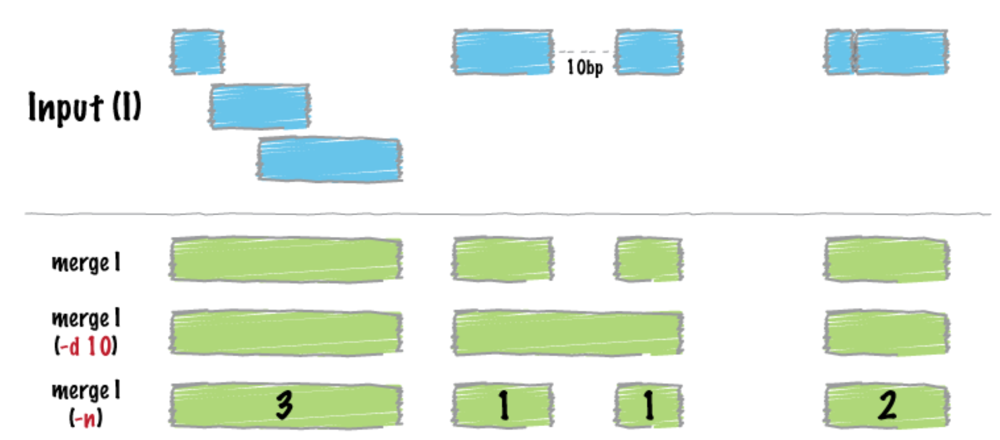 10bp
Input (I)
merge I
merge I
(-d 10)
merge I
(-n)
3
1
1
2